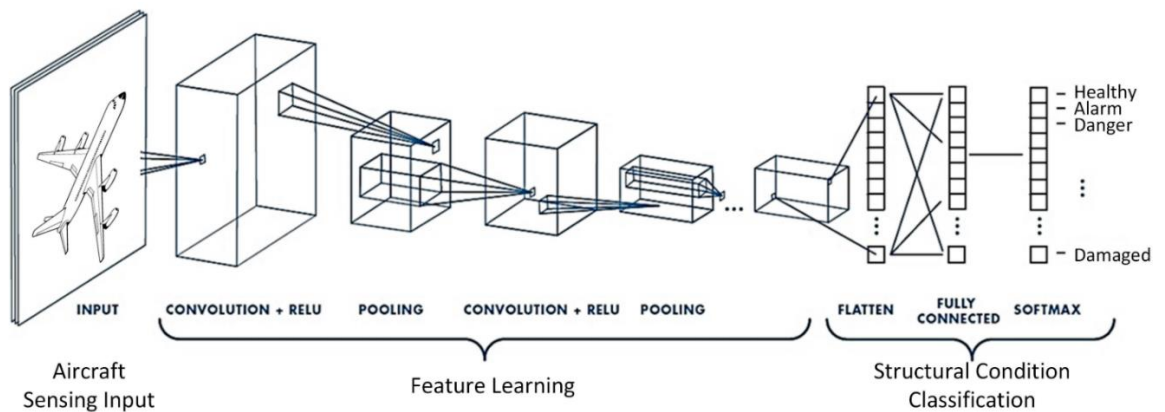 Healthy
Alarm
Danger
Damaged
INPUT
CONVOLUTION + RELU
POOLING
CONVOLUTION + RELU
POOLING
FLATTEN
FULLY
CONNECTED
SOFTMAX
Aircraft
Sensing Input
Feature Learning
Structural Condition
Classification